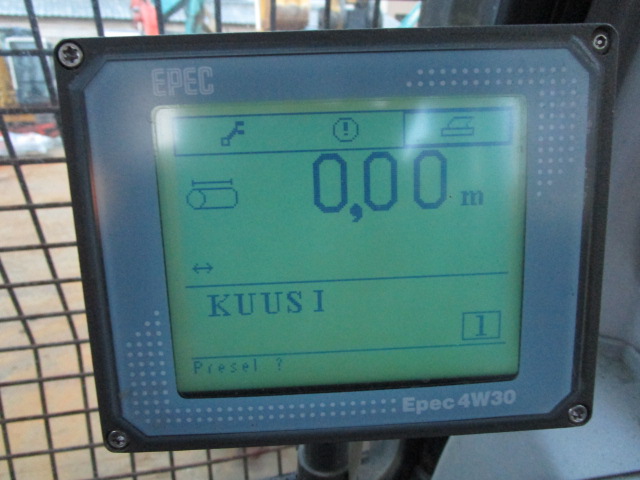 EPEC
0,00 m
KUUSI
1
Presel ?
Epec 4W30